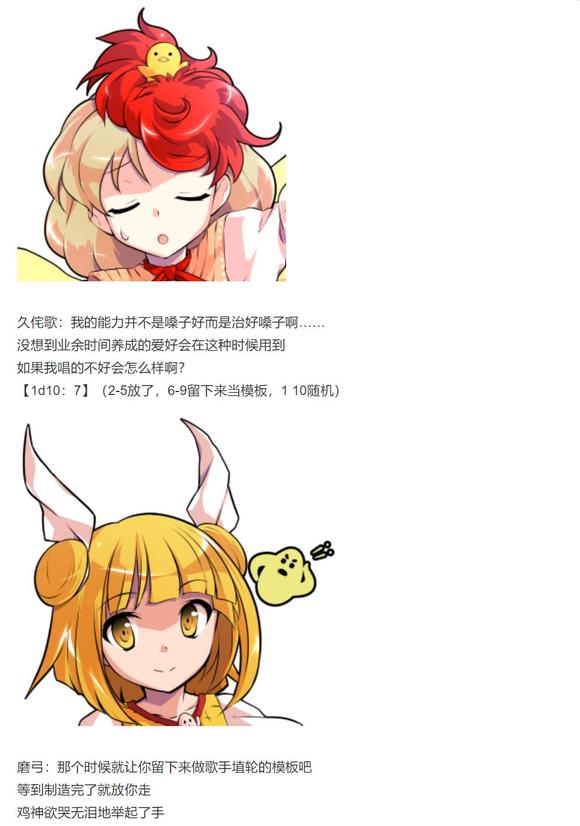 久侘歌：我的能力并不是嗓子好而是治好嗓子啊……
没想到业余时间养成的爱好会在这种时候用到
如果我唱的不好会怎么样啊？
【1d10：7】（2-5放了，6-9留下来当模板，1 10随机）
磨弓：那个时候就让你留下来做歌手埴轮的模板吧
等到制造完了就放你走
鸡神欲哭无泪地举起了手